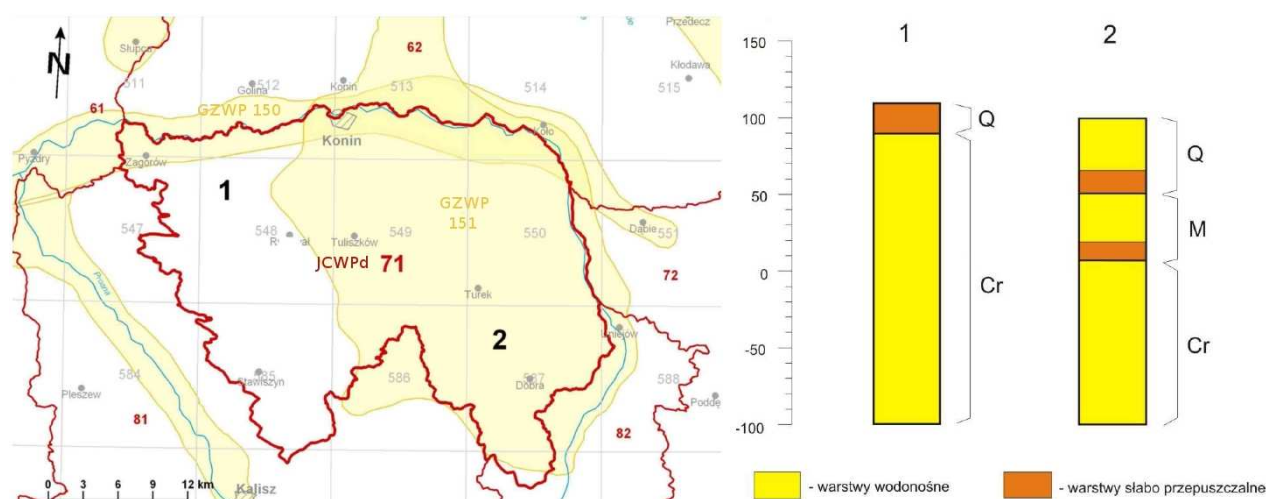 N
Słupca
511
512
Golina
Konin
62
513
514
Przedecz
Kłodawa
515
61
GZWP 150
Koło
Pyzdry
Zagorów
Konin
1
GZWP
151
547
548
Tuliszków
549
550
Dąbie
551
JCWPd 71
72
Prosna
Turek
2
Uniejów
584
Stawiszyn
586
Dobra
587
588
Pleszew
81
82
Kalisz
0 3 6 9 12 km
1
2
150
100
50
0
-50
-100
Q
Cr
Q
M
Cr
- warstwy wodonośne
- warstwy słabo przepuszczalne